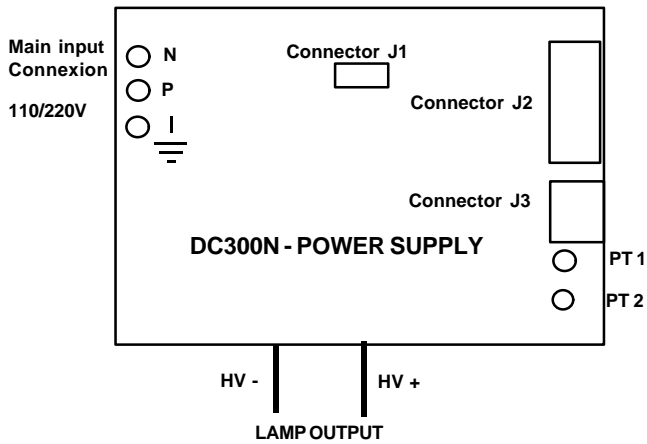 Main input
Connexion
110/220V
N
P
Connector J1
Connector J2
Connector J3
DC300N - POWER SUPPLY
PT 1
PT 2
HV -
HV +
LAMP OUTPUT